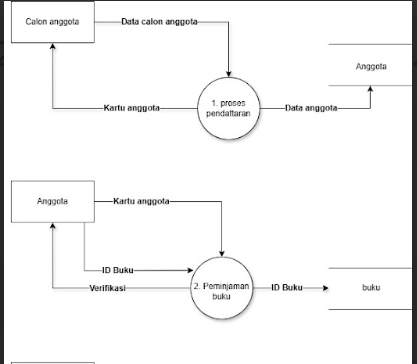 Calon anggota
Data calon anggota
Anggota
1. proses
pendaftaran
Kartu anggota
Data anggota
Anggota
Kartu anggota
ID Buku
Verifikasi
2. Peminjaman
buku
ID Buku
buku